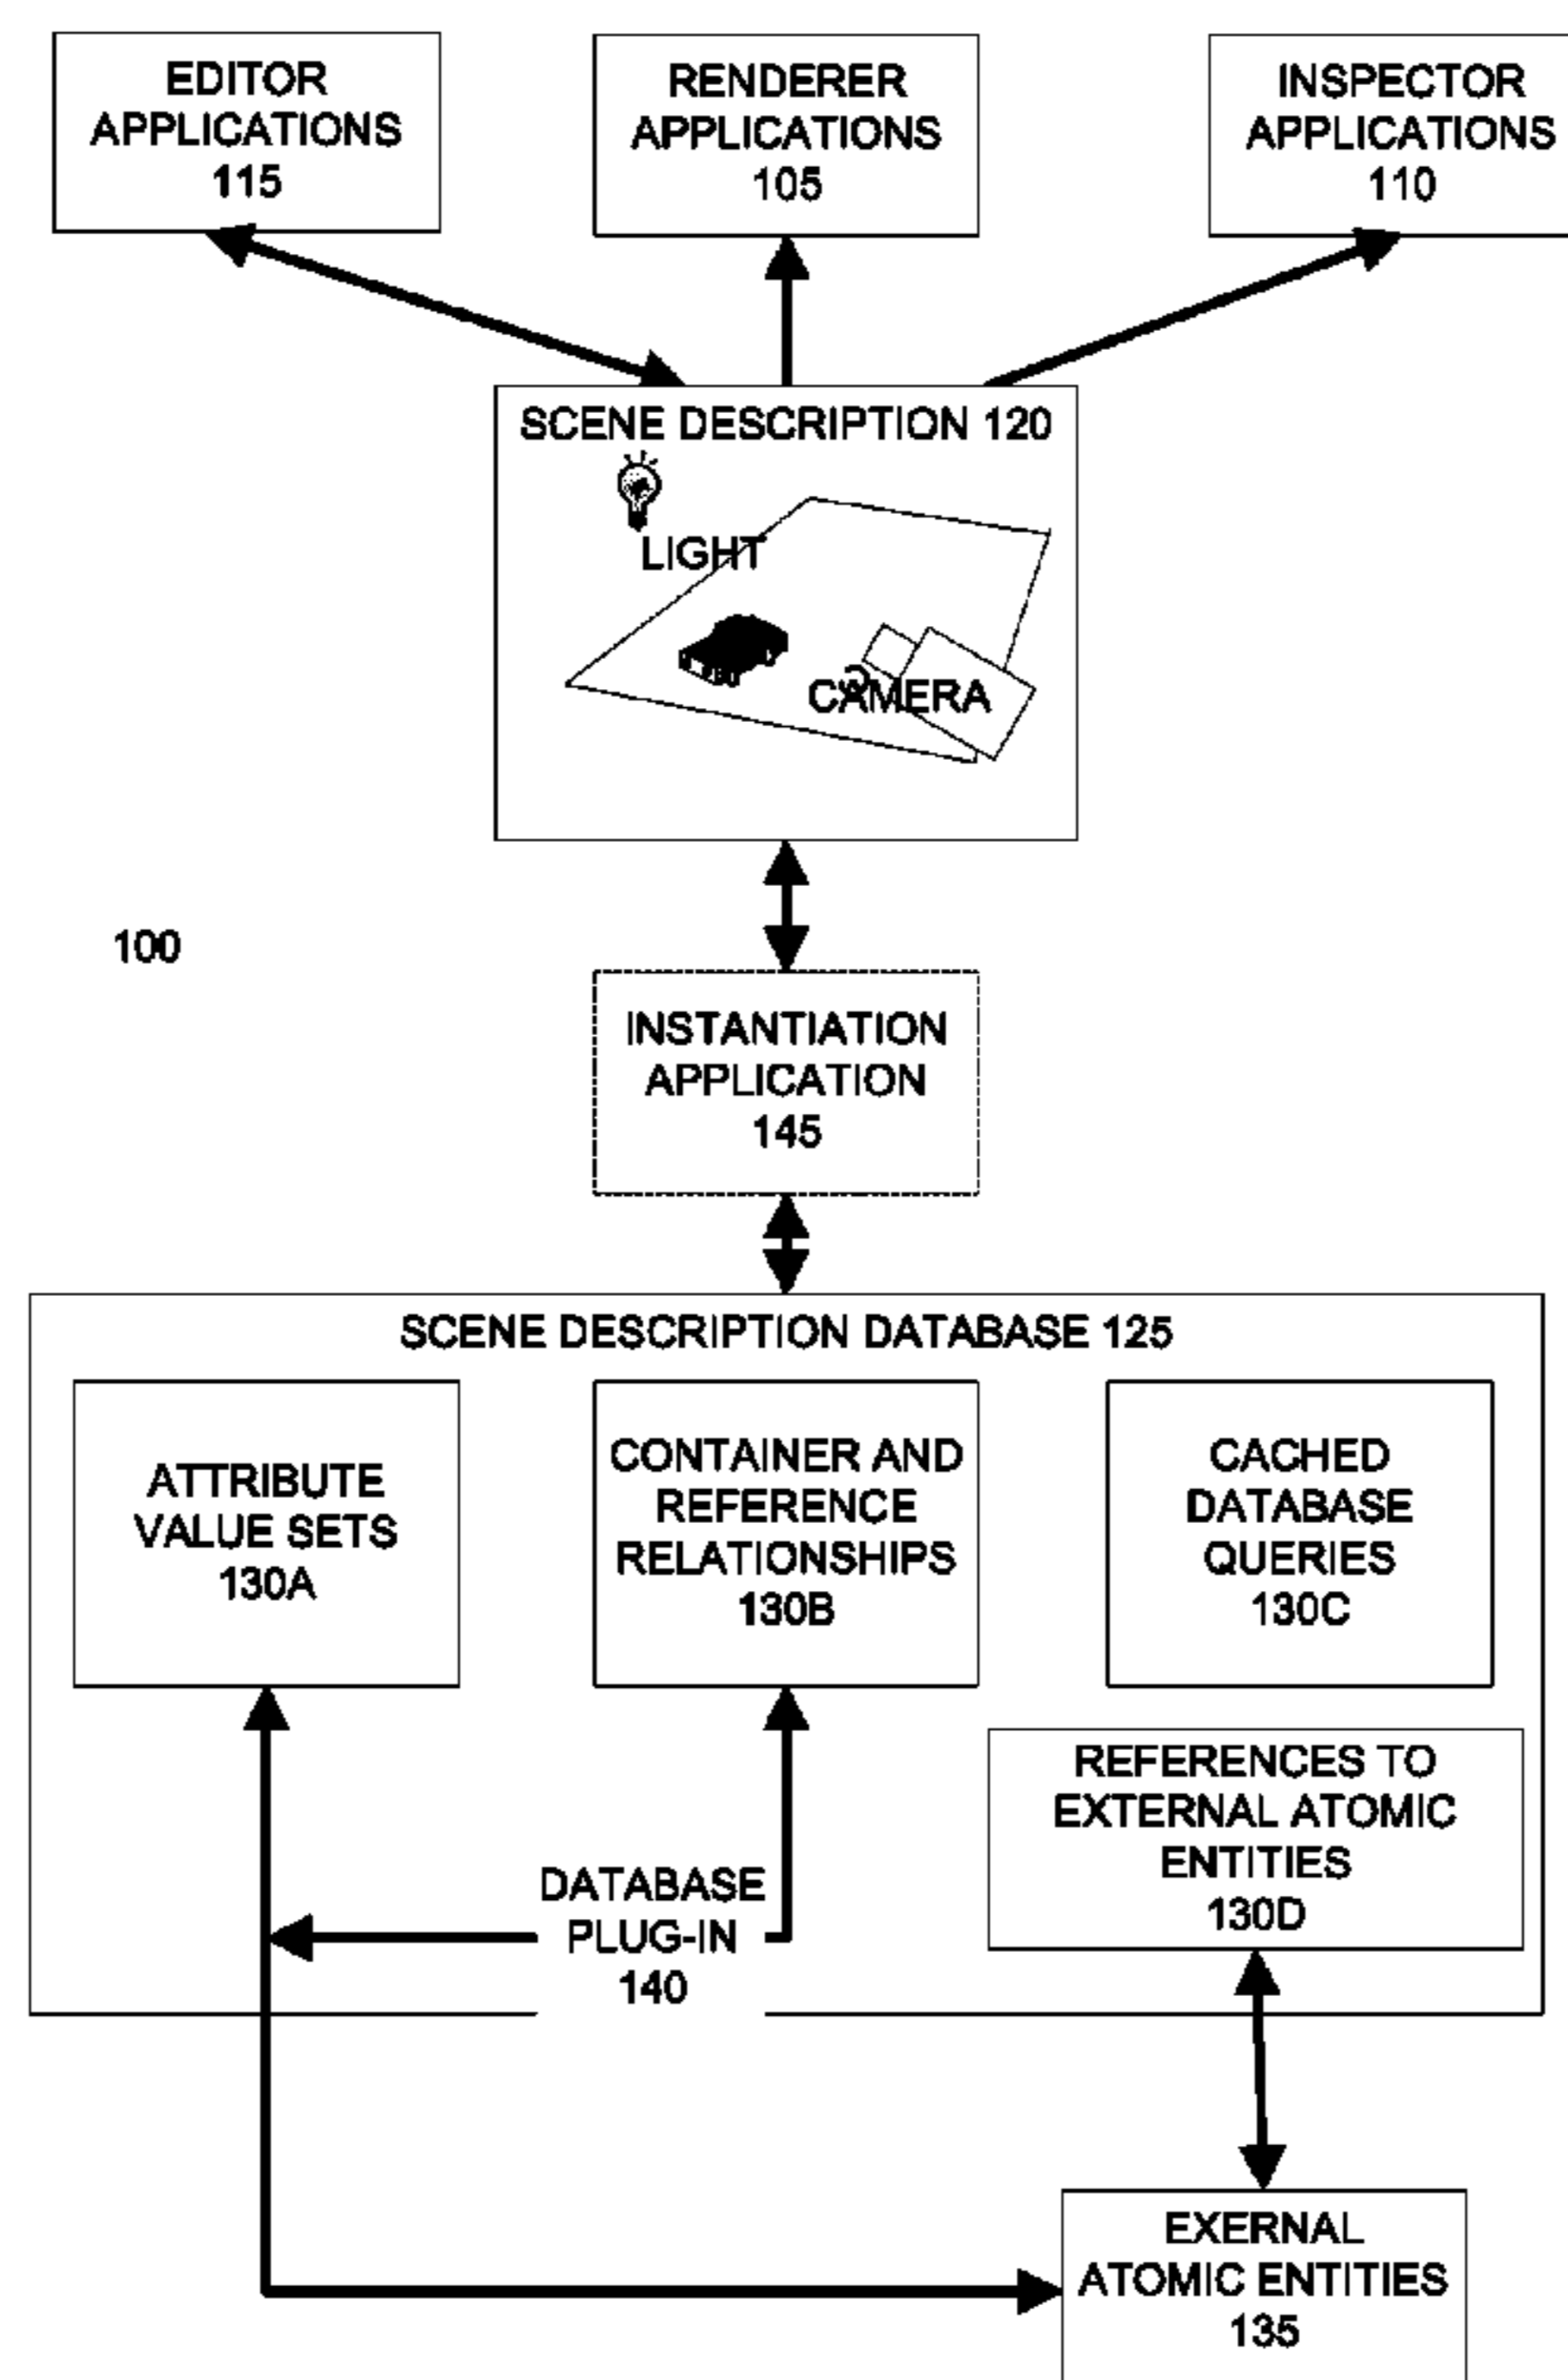 EDITOR
APPLICATIONS
115
RENDERER
APPLICATIONS
105
INSPECTOR
APPLICATIONS
110
SCENE DESCRIPTION 120
LIGHT
CAMERA
100
INSTANTIATION
APPLICATION
145
SCENE DESCRIPTION DATABASE 125
ATTRIBUTE
VALUE SETS
130A
CONTAINER AND
REFERENCE
RELATIONSHIPS
130B
CACHED
DATABASE
QUERIES
130C
REFERENCES TO
EXTERNAL ATOMIC
ENTITIES
130D
DATABASE
PLUG-IN
140
EXERNAL
ATOMIC ENTITIES
135